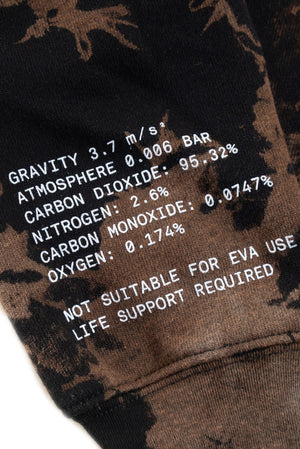 GRAVITY 3.7 m/s²
ATMOSPHERE 0.006 BAR
CARBON DIOXIDE: 95.32%
NITROGEN: 2.6%
CARBON MONOXIDE: 0.0747%
OXYGEN: 0.174%
NOT SUITABLE FOR EVA USE
LIFE SUPPORT REQUIRED